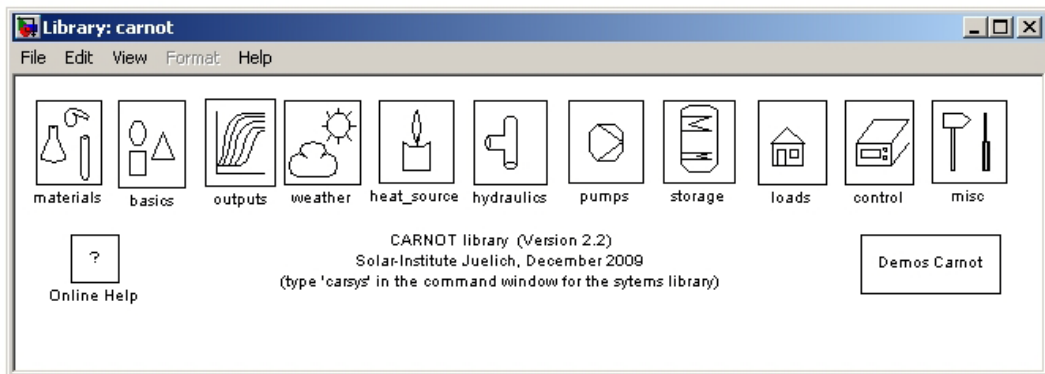 Library: carnot
File Edit View Format Help
materials basics outputs weather heat_source hydraulics pumps storage loads control misc
?
Online Help
CARNOT library (Version 2.2)
Solar-Institute Juelich, December 2009
(type 'carsys' in the command window for the sytems library)
Demos Carnot